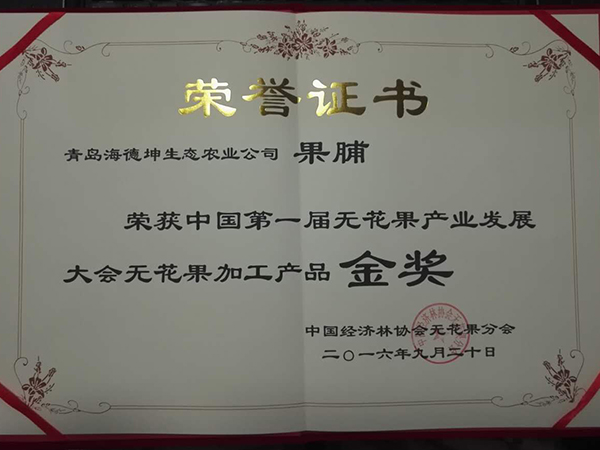 荣誉证书
青岛海德坤生态农业公司 果脯
荣获中国第一届无花果产业发展
大会无花果加工产品 金奖
中国经济林协会无花果分会
二〇一六年九月二十日